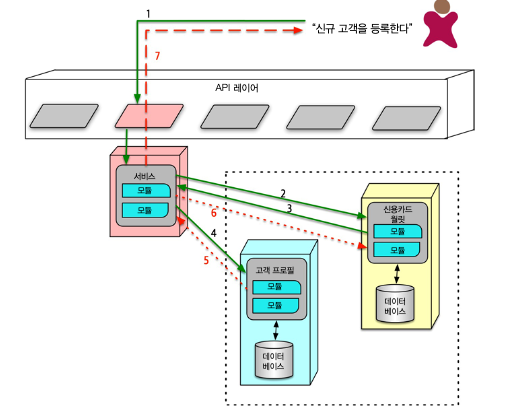 1
"신규 고객을 등록한다"
7
API 레이어
서비스
모듈
모듈
2
3
6
4
5
신용카드
월릿
모듈
모듈
데이터
베이스
고객 프로필
모듈
모듈
데이터
베이스